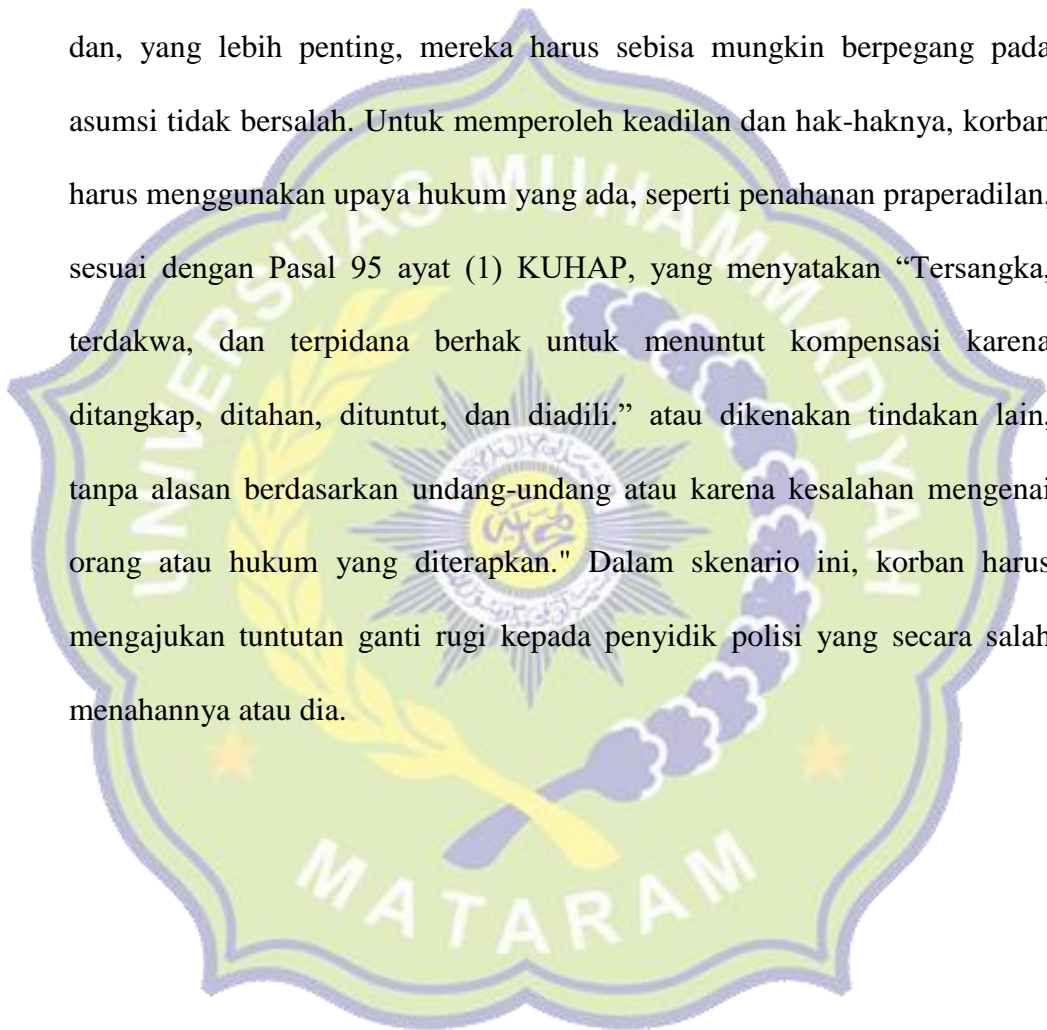 dan, yang lebih penting, mereka harus sebisa mungkin berpegang pada
asumsi tidak bersalah. Untuk memperoleh keadilan dan hak-haknya, korban
harus menggunakan upaya hukum yang ada, seperti penahanan praperadilan,
sesuai dengan Pasal 95 ayat (1) KUHAP, yang menyatakan “Tersangka,
terdakwa, dan terpidana berhak untuk menuntut kompensasi karena
ditangkap, ditahan, dituntut, dan diadili.” atau dikenakan tindakan lain,
tanpa alasan berdasarkan undang-undang atau karena kesalahan mengenai
orang atau hukum yang diterapkan." Dalam skenario ini, korban harus
mengajukan tuntutan ganti rugi kepada penyidik polisi yang secara salah
menahannya atau dia.
UNIVERSITAS MUHAMMADIYAH
MATARAM